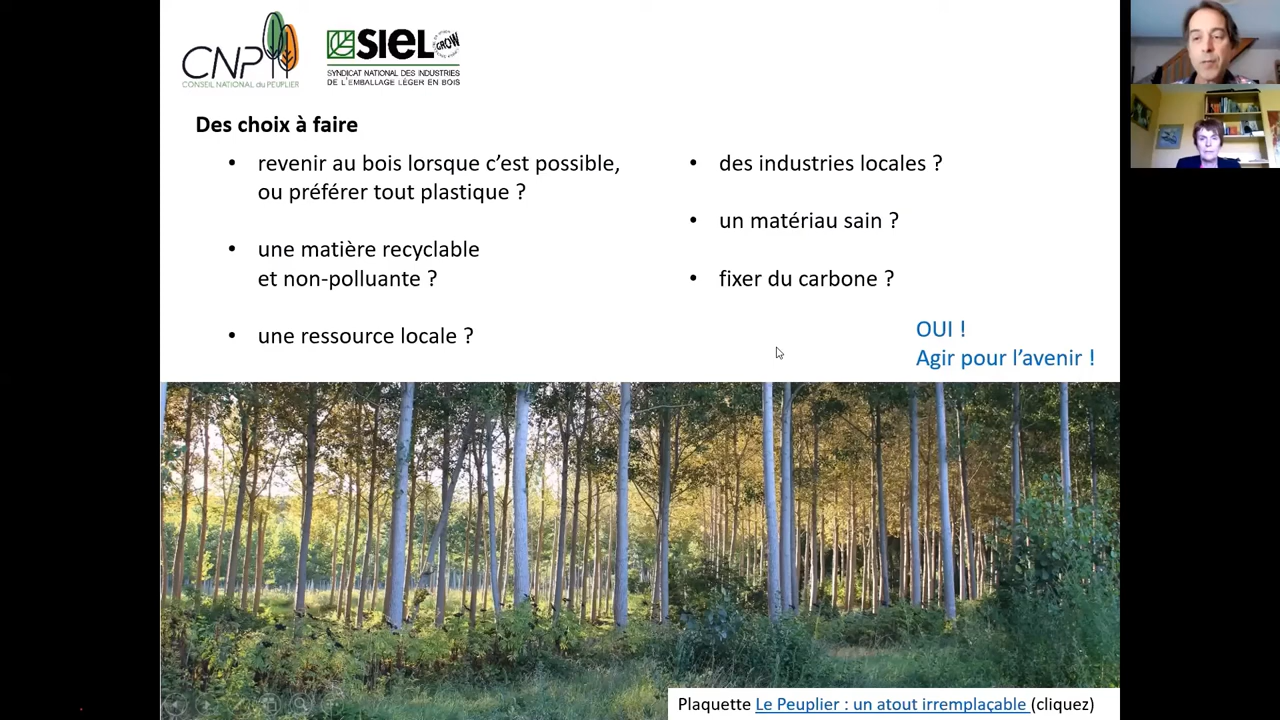 CNP
CONSEIL NATIONAL du PEUPLIER
SIEL
GROW
SYNDICAT NATIONAL DES INDUSTRIES
DE L'EMBALLAGE LÉGER EN BOIS
Des choix à faire
• revenir au bois lorsque c'est possible,
ou préférer tout plastique ?
• une matière recyclable
et non-polluante ?
• une ressource locale ?
• des industries locales ?
• un matériau sain ?
• fixer du carbone ?
OUI !
Agir pour l'avenir !
Plaquette Le Peuplier : un atout irremplaçable (cliquez)